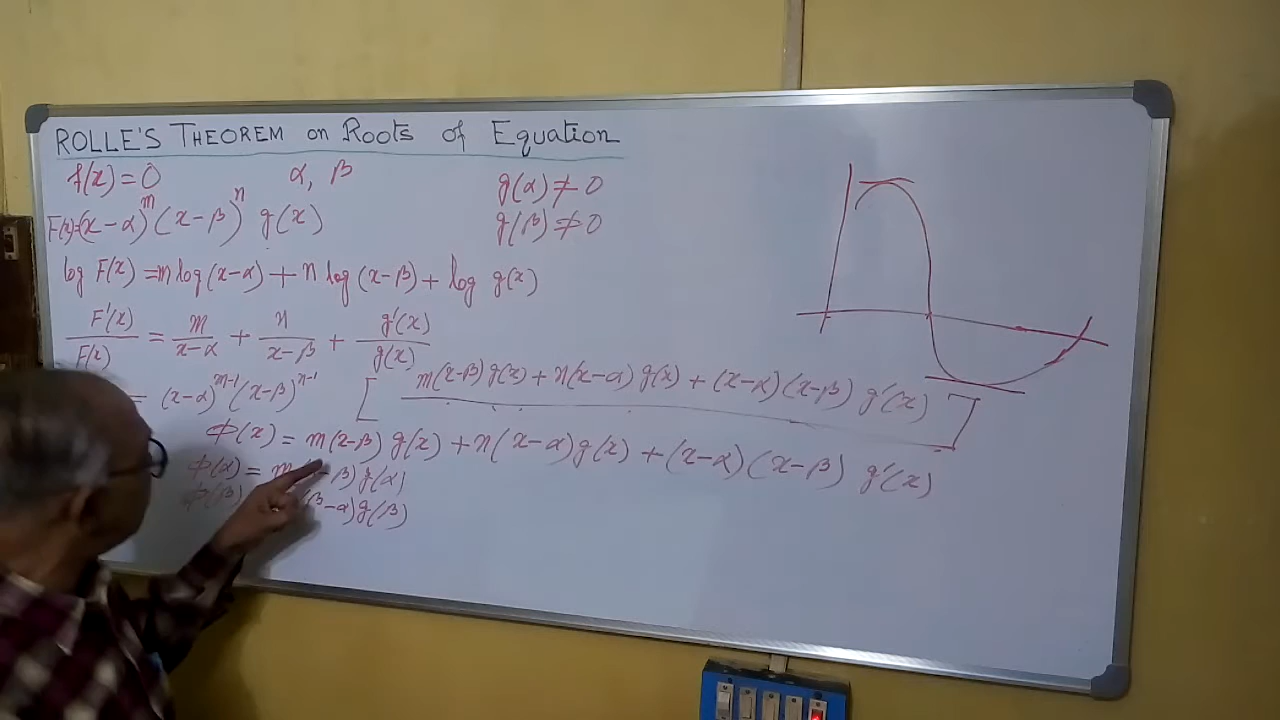 ROLLE'S THEOREM on Roots of Equation
f(x) = 0 α, β g(α) ≠ 0
F(x)=(x-α)^m (x-β)^n g(x) g(β) ≠ 0
log F(x) = m log(x-α) + n log(x-β) + log g(x)
F'(x)/F(x) = m/(x-α) + n/(x-β) + g'(x)/g(x)
= (x-α)^{m-1} (x-β)^{n-1} [ m(x-β) g(x) + n(x-α) g(x) + (x-α)(x-β) g'(x) ]
Φ(x) = m(x-β) g(x) + n(x-α) g(x) + (x-α)(x-β) g'(x)
Φ(α) = m -β) g(α)
Φ(β) (β-α) g(β)